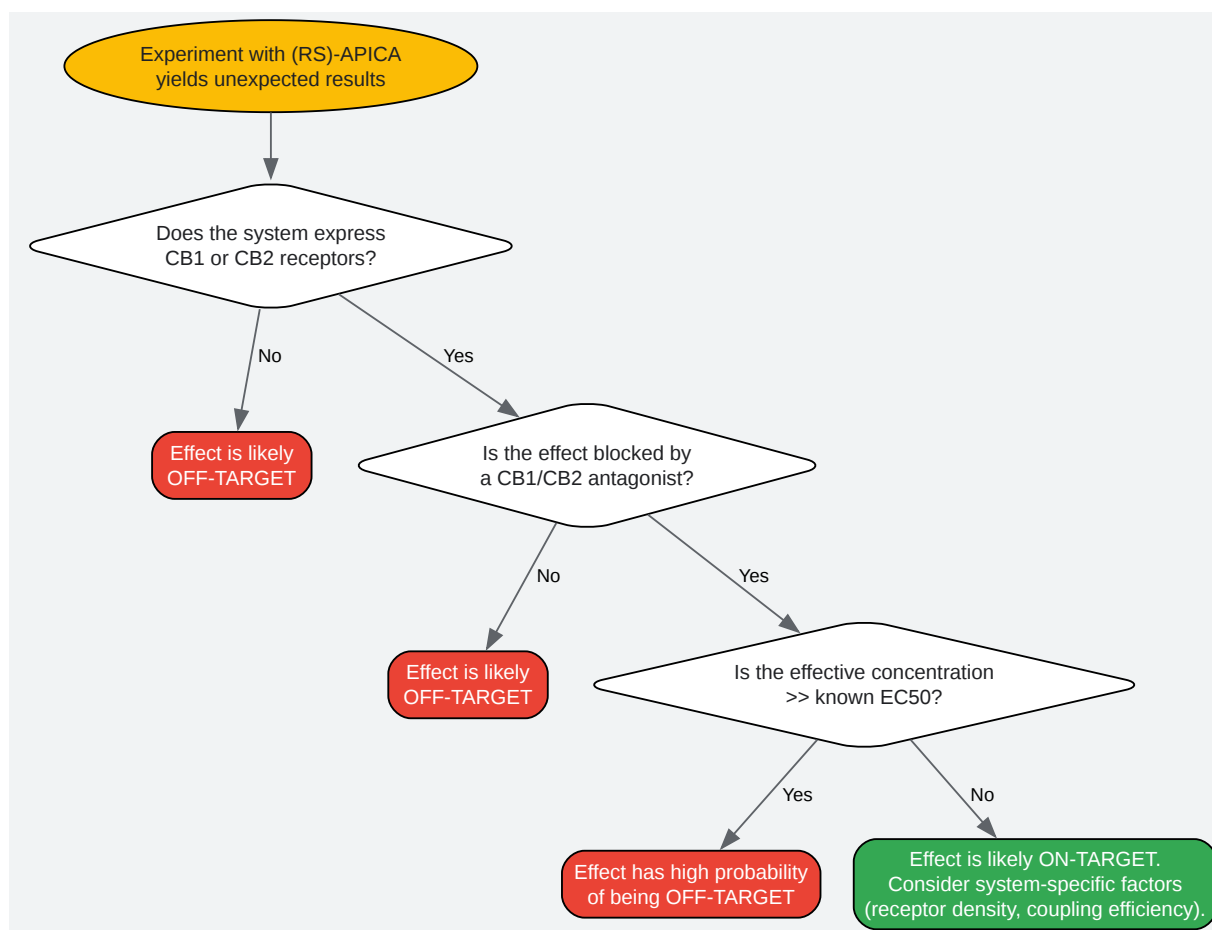 Experiment with (RS)-APICA
yields unexpected results
Does the system express
CB1 or CB2 receptors?
No
Yes
Effect is likely
OFF-TARGET
Is the effect blocked by
a CB1/CB2 antagonist?
No
Yes
Effect is likely
OFF-TARGET
Is the effective concentration
>> known EC50?
Yes
No
Effect has high probability
of being OFF-TARGET
Effect is likely ON-TARGET.
Consider system-specific factors
(receptor density, coupling efficiency).